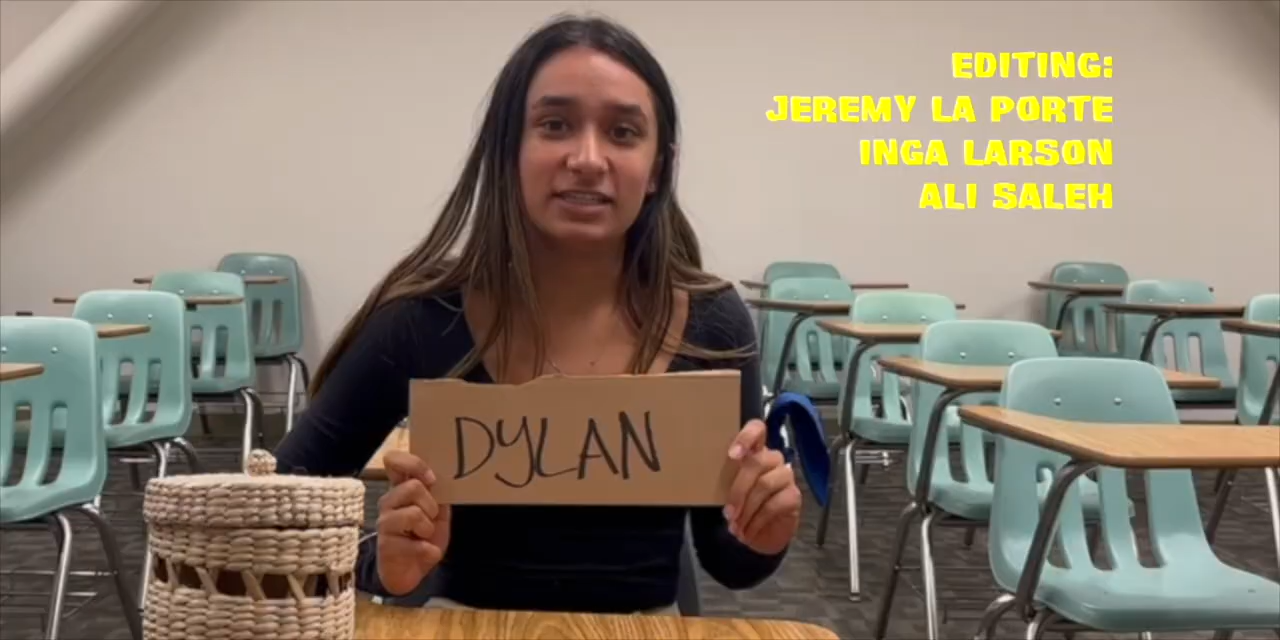 EDITING:
JEREMY LA PORTE
INGA LARSON
ALI SALEH
DYLAN